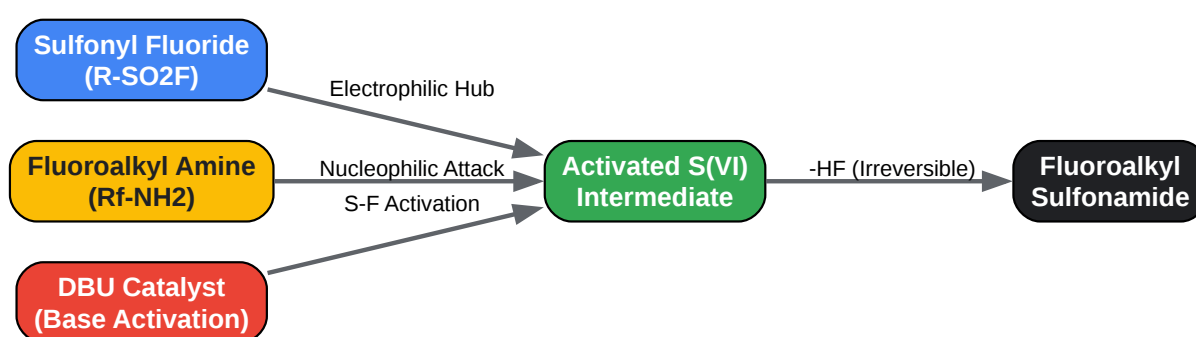 Sulfonyl Fluoride
(R-SO2F)
Electrophilic Hub
Fluoroalkyl Amine
(Rf-NH2)
Nucleophilic Attack
S-F Activation
DBU Catalyst
(Base Activation)
Activated S(VI)
Intermediate
-HF (Irreversible)
Fluoroalkyl
Sulfonamide